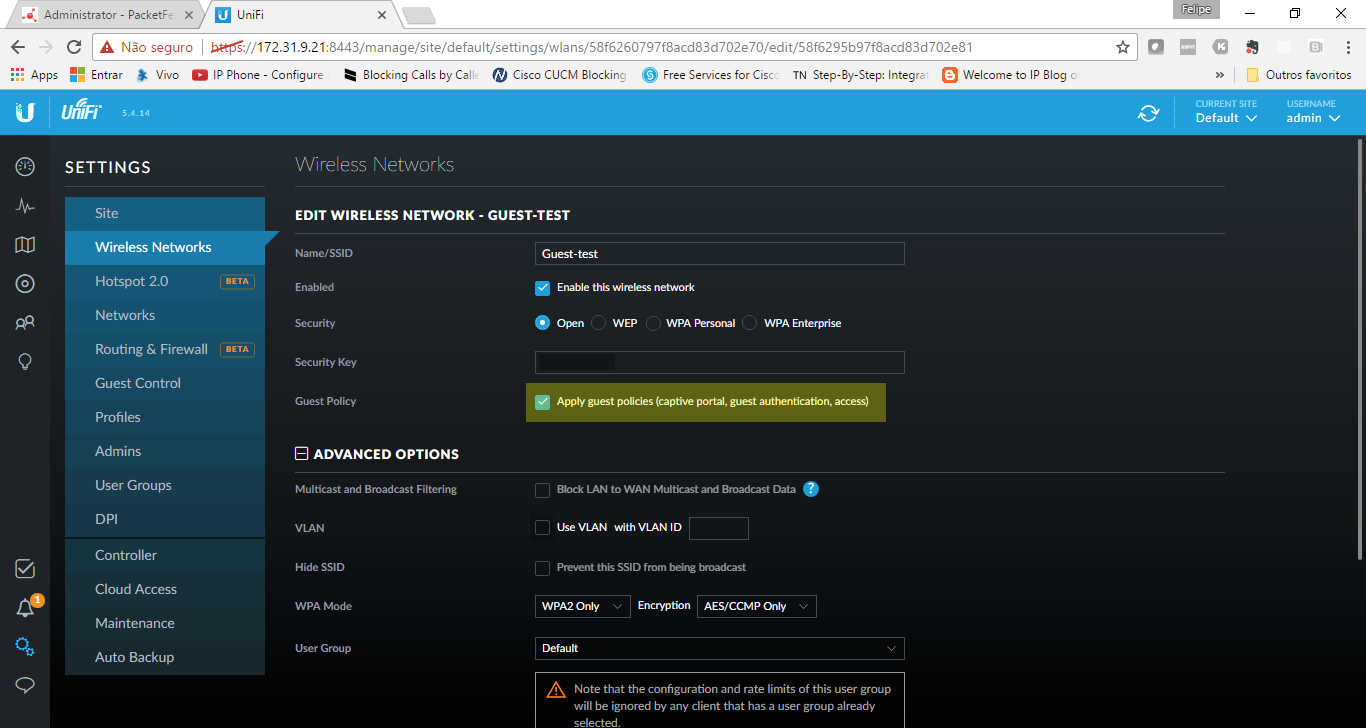 Administrator - PacketFe
UniFi
Felipe
Não seguro https://172.31.9.21:8443/manage/site/default/settings/wlans/58f6260797f8acd83d702e70/edit/58f6295b97f8acd83d702e81
Apps Entrar Vivo IP Phone - Configure Blocking Calls by Calle Cisco CUCM Blocking Free Services for Cisc TN Step-By-Step: Integrat Welcome to IP Blog o » Outros favoritos
UniFi 5.4.14
CURRENT SITE
Default
USERNAME
admin
SETTINGS
Site
Wireless Networks
Hotspot 2.0 BETA
Networks
Routing & Firewall BETA
Guest Control
Profiles
Admins
User Groups
DPI
Controller
Cloud Access
Maintenance
Auto Backup
1
Wireless Networks
EDIT WIRELESS NETWORK - GUEST-TEST
Name/SSID Guest-test
Enabled Enable this wireless network
Security Open WEP WPA Personal WPA Enterprise
Security Key
Guest Policy Apply guest policies (captive portal, guest authentication, access)
ADVANCED OPTIONS
Multicast and Broadcast Filtering Block LAN to WAN Multicast and Broadcast Data ?
VLAN Use VLAN with VLAN ID
Hide SSID Prevent this SSID from being broadcast
WPA Mode WPA2 Only Encryption AES/CCMP Only
User Group Default
Note that the configuration and rate limits of this user group
will be ignored by any client that has a user group already
selected.